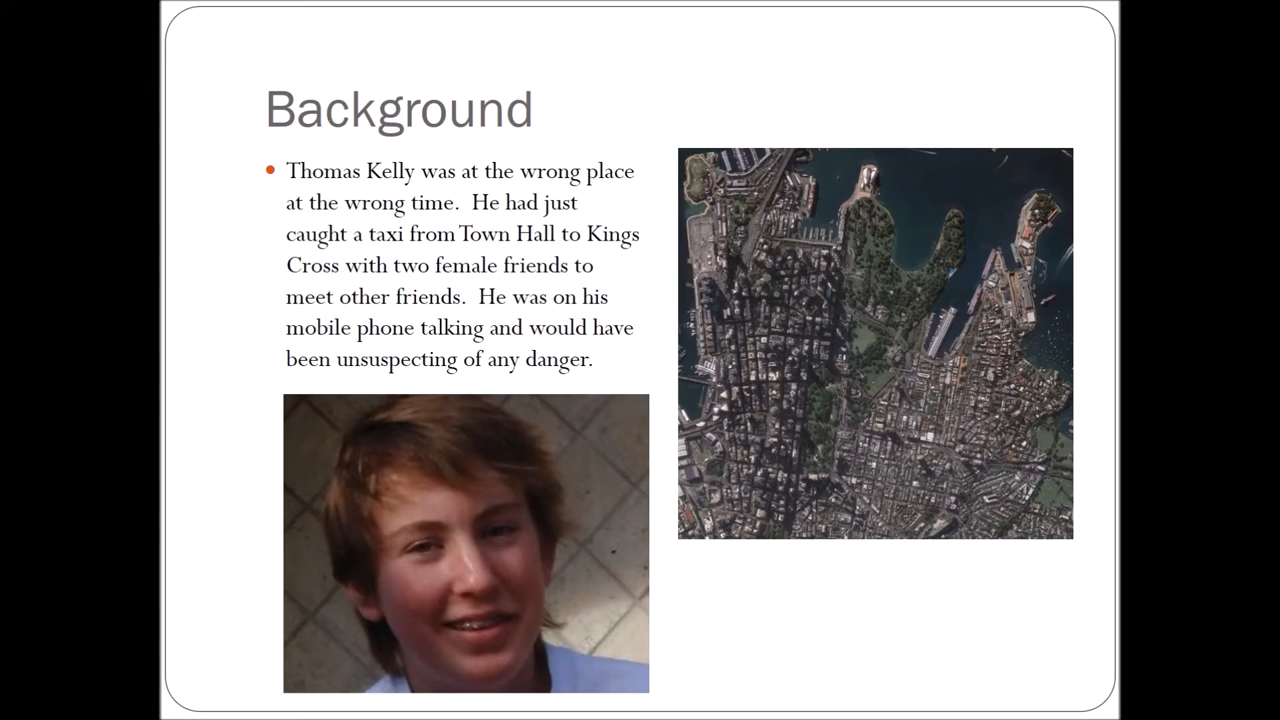 Background
Thomas Kelly was at the wrong place
at the wrong time.  He had just
caught a taxi from Town Hall to Kings
Cross with two female friends to
meet other friends.  He was on his
mobile phone talking and would have
been unsuspecting of any danger.